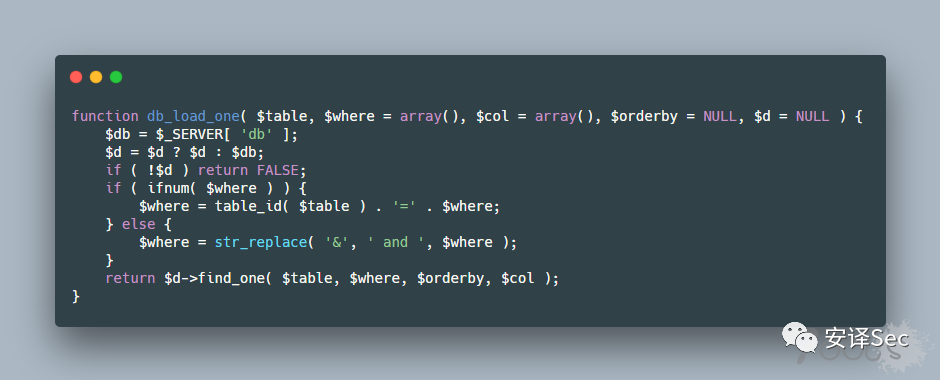 function db_load_one( $table, $where = array(), $col = array(), $orderby = NULL, $d = NULL ) {
    $db = $_SERVER[ 'db' ];
    $d = $d ? $d : $db;
    if ( !$d ) return FALSE;
    if ( ifnum( $where ) ) {
        $where = table_id( $table ) . '=' . $where;
    } else {
        $where = str_replace( '&', ' and ', $where );
    }
    return $d->find_one( $table, $where, $orderby, $col );
}
安译Sec